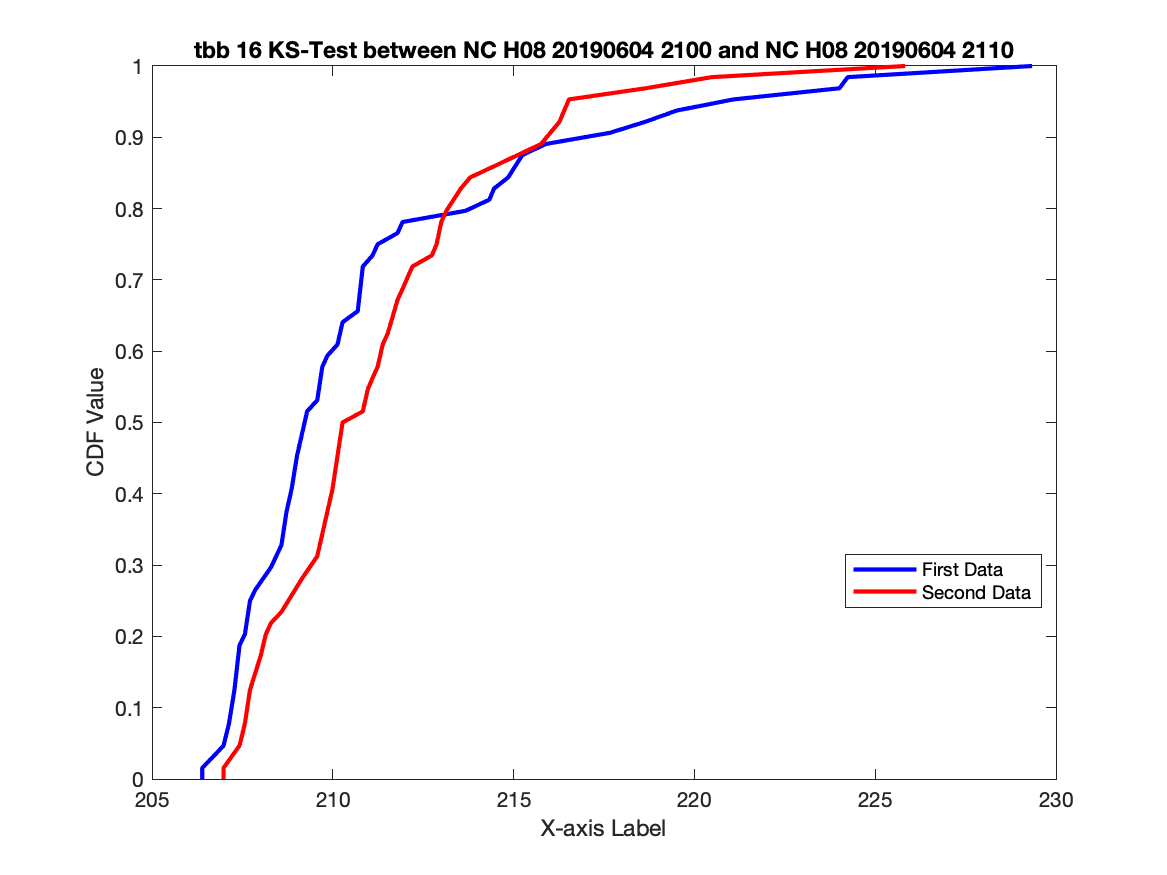 tbb 16 KS-Test between NC H08 20190604 2100 and NC H08 20190604 2110
1
0.9
0.8
0.7
0.6
0.5
0.4
0.3
0.2
0.1
0
CDF Value
First Data
Second Data
205 210 215 220 225 230
X-axis Label